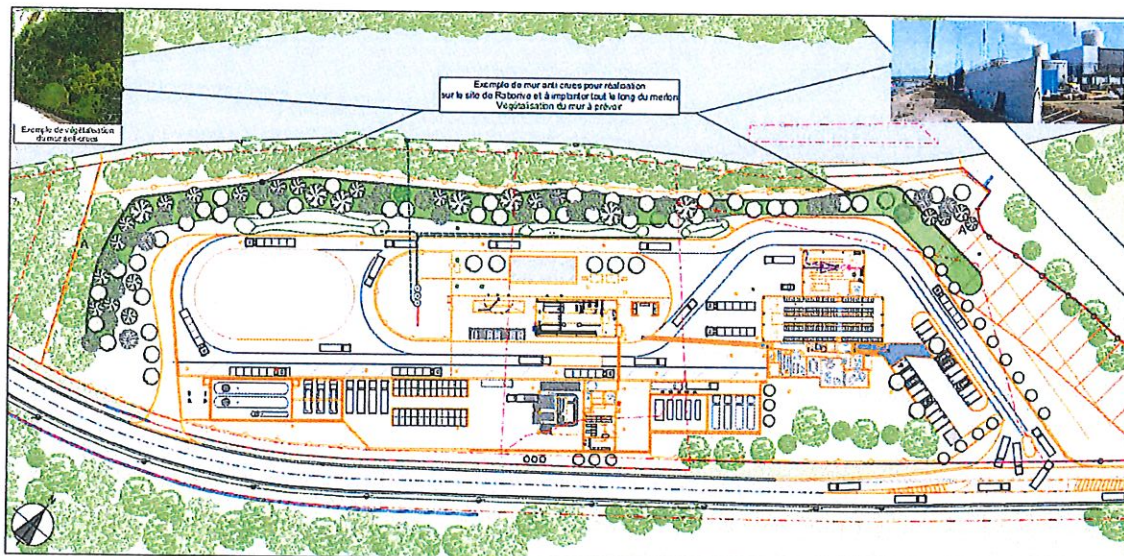 Exemple de mur anti crues pour réalisation
sur le site de Raborive et à implanter tout le long du merlon
Végétalisation du mur à prévoir
Exemple de végétalisation
du mur anti-crues
A
A